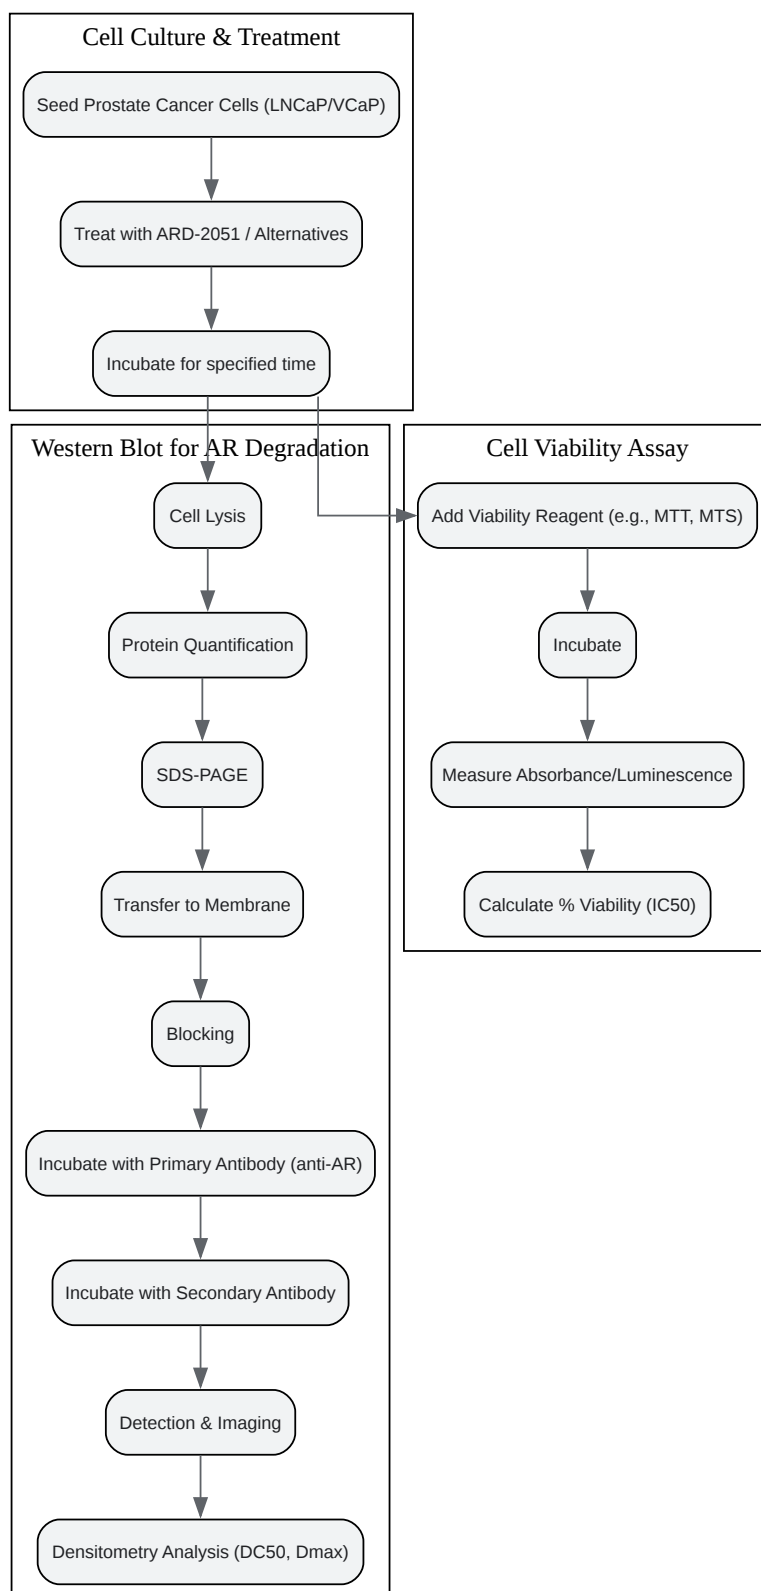 Cell Culture & Treatment
Seed Prostate Cancer Cells (LNCaP/VCaP)
Treat with ARD-2051 / Alternatives
Incubate for specified time
Western Blot for AR Degradation
Cell Lysis
Protein Quantification
SDS-PAGE
Transfer to Membrane
Blocking
Incubate with Primary Antibody (anti-AR)
Incubate with Secondary Antibody
Detection & Imaging
Densitometry Analysis (DC50, Dmax)
Cell Viability Assay
Add Viability Reagent (e.g., MTT, MTS)
Incubate
Measure Absorbance/Luminescence
Calculate % Viability (IC50)